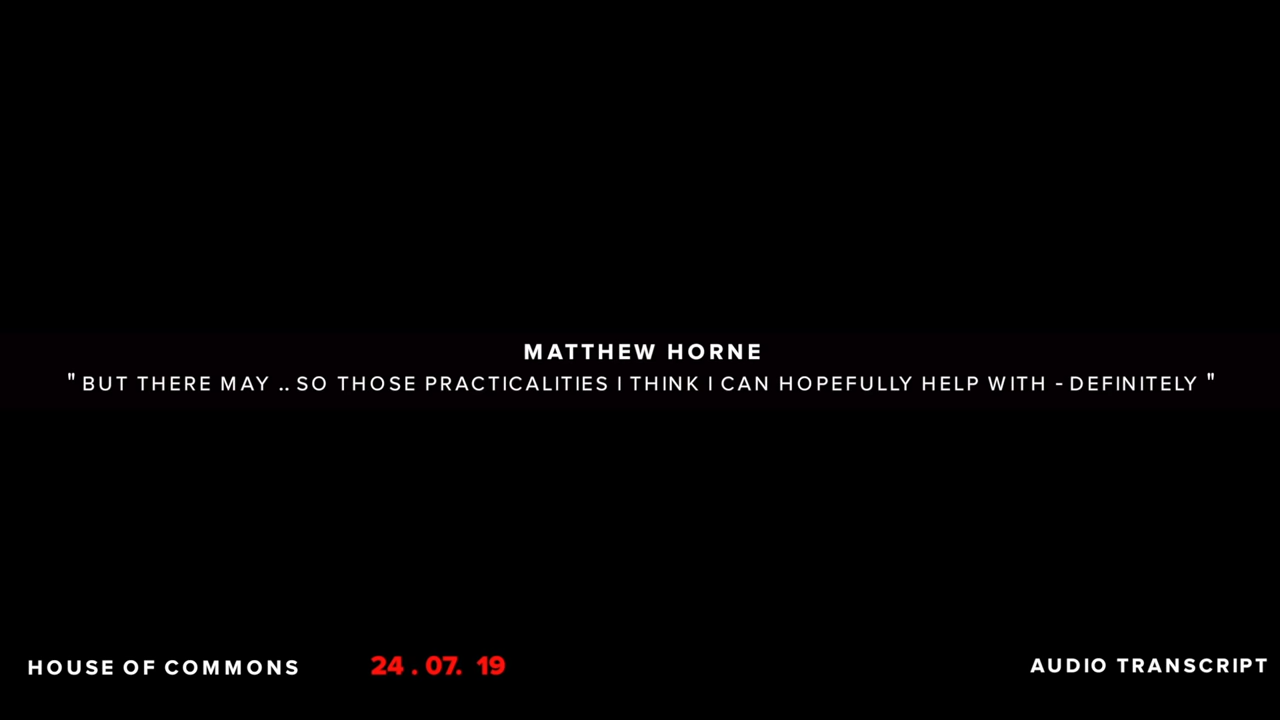 MATTHEW HORNE
" BUT THERE MAY .. SO THOSE PRACTICALITIES I THINK I CAN HOPEFULLY HELP WITH - DEFINITELY "
HOUSE OF COMMONS 24 . 07. 19 AUDIO TRANSCRIPT